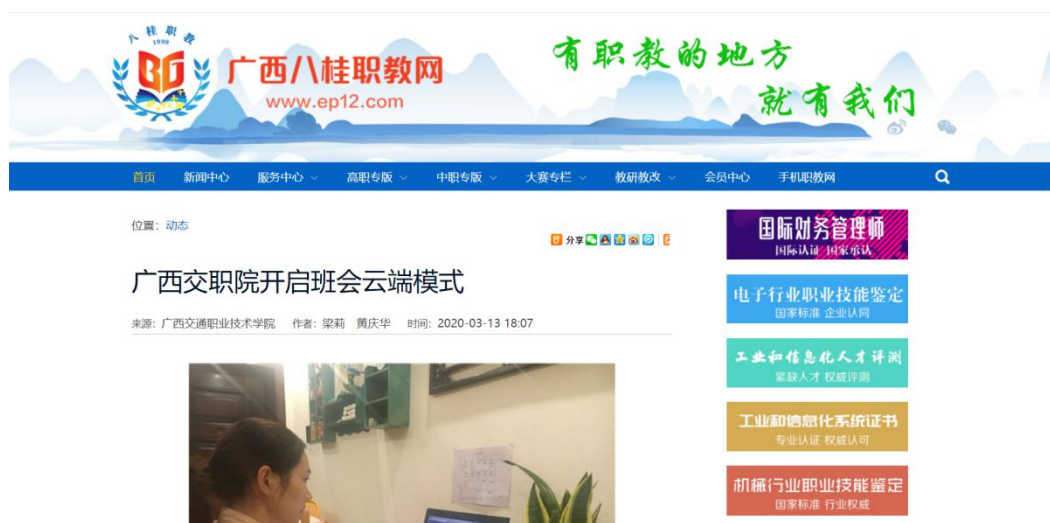 八桂职教
1999
BG
广西八桂职教网
www.ep12.com
有职教的地方
就有我们
首页 新闻中心 服务中心 高职专版 中职专版 大赛专栏 教研教改 会员中心 手机职教网
位置：动态
分享
广西交职院开启班会云端模式
来源：广西交通职业技术学院 作者：梁莉 黄庆华 时间：2020-03-13 18:07
国际财务管理师
国际认证 国家承认
电子行业职业技能鉴定
国家标准 企业认同
工业和信息化人才评测
紧缺人才 权威评测
工业和信息化系统证书
专业认证 权威认可
机械行业职业技能鉴定
国家标准 行业权威